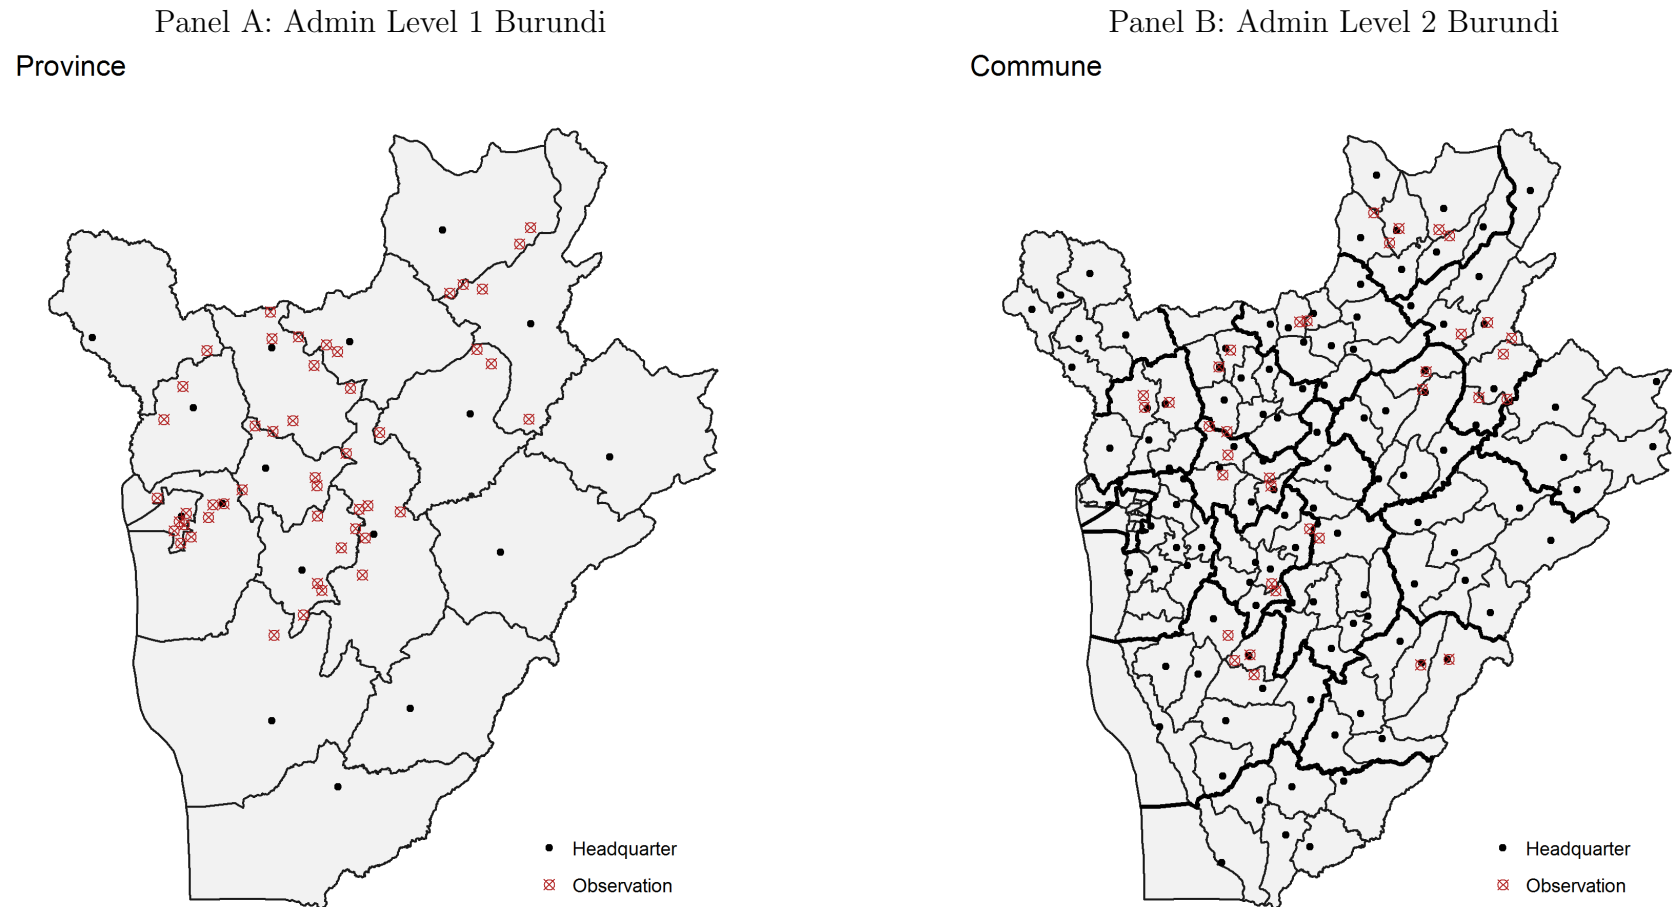 Panel A: Admin Level 1 Burundi
Province
Headquarter
Observation
Panel B: Admin Level 2 Burundi
Commune
Headquarter
Observation